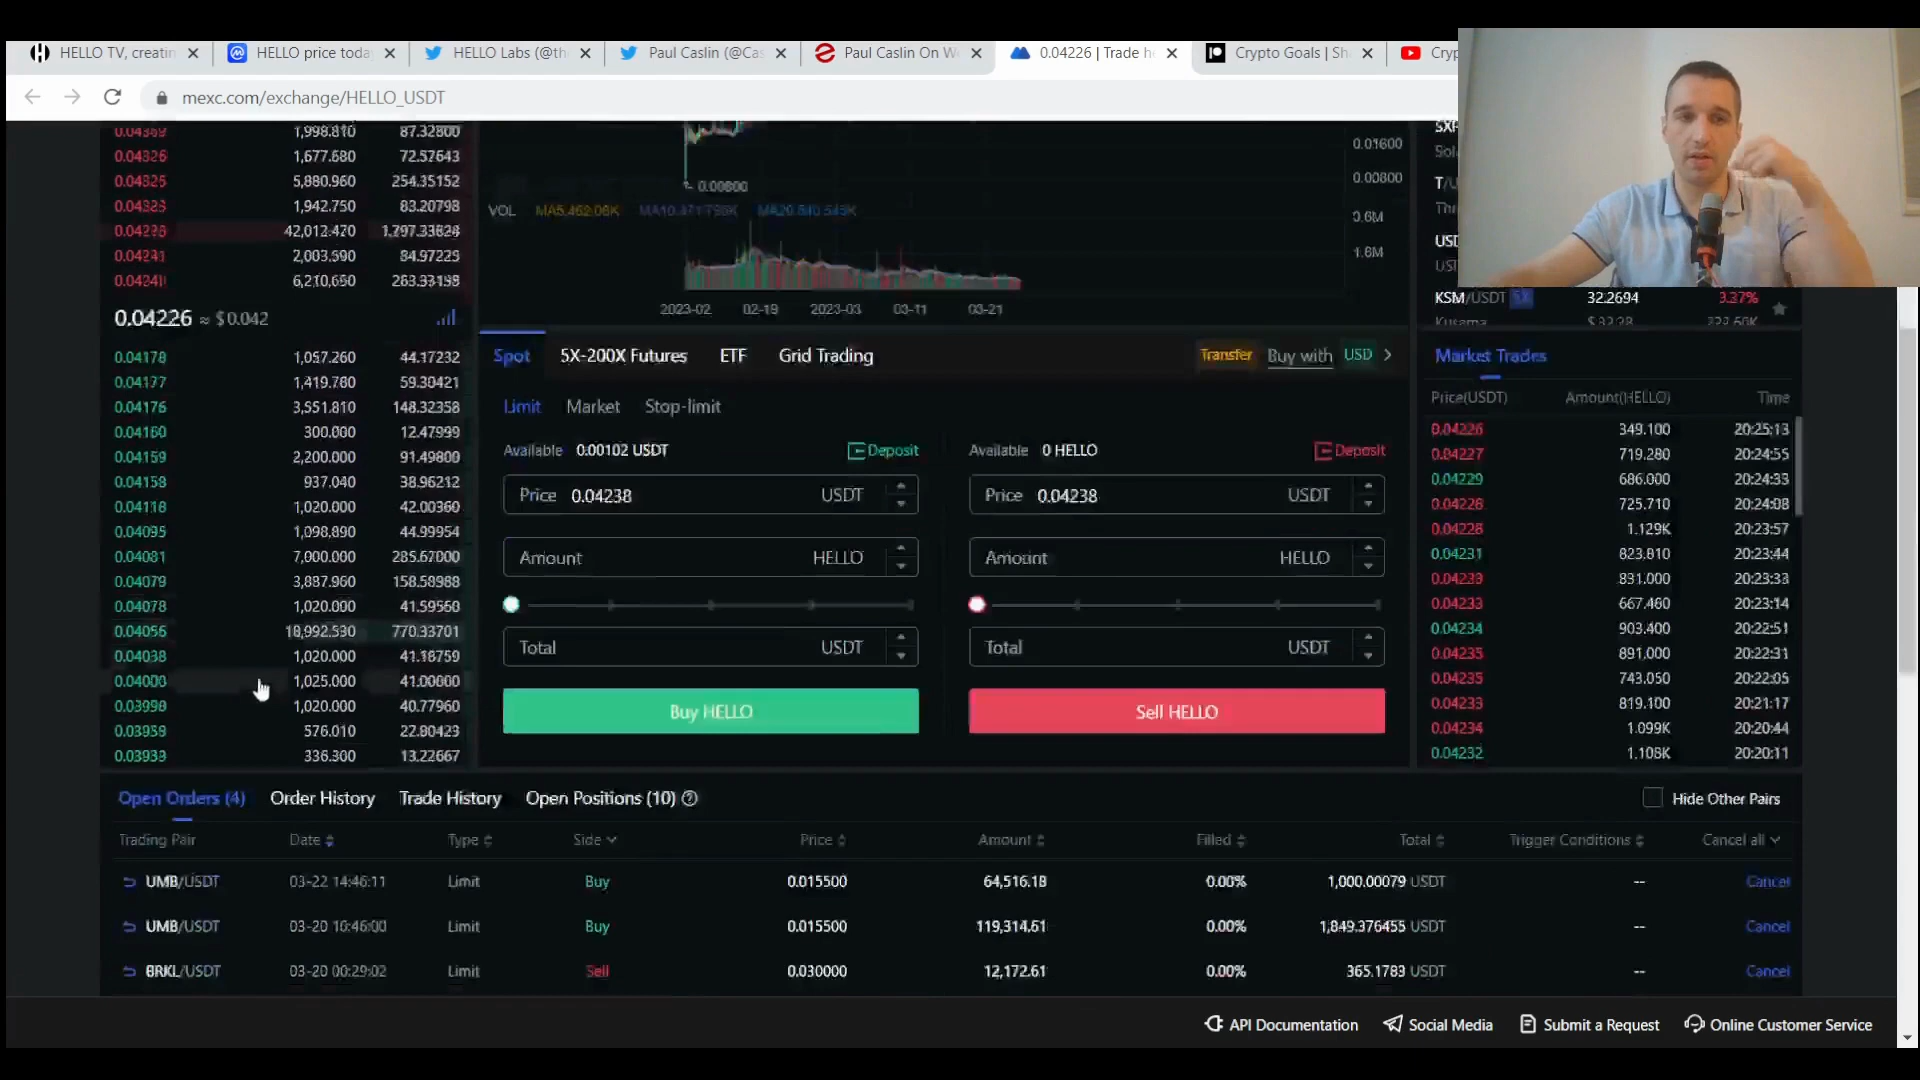 HELLO TV, creatin
HELLO price toda
HELLO Labs (@th
Paul Caslin (@Cas
Paul Caslin On W
0.04226 | Trade he
Crypto Goals | Sh
Cryp
mexc.com/exchange/HELLO_USDT
0.04369 1,998.810 87.32800
0.04326 1,677.680 72.57643
0.04325 5,880.960 254.35152
0.04323 1,942.750 83.20798
42,012.470
0.04241 2,003.590 84.97225
6,210.650
0.04226 ≈ $0.042
0.04178 1,057.260 44.17232
0.04177 1,419.780 59.30421
0.04176 3,551.810 148.32358
0.04160 300.000 12.47999
0.04159 2,200.000 91.49800
0.04158 937.040 38.96212
0.04118 1,020.000 42.00360
0.04095 1,098.890 44.99954
0.04081 7,000.000 285.67000
0.04079 3,887.960 158.58988
0.04078 1,020.000 41.59560
0.04056 18,992.530 770.33701
0.04038 1,020.000 41.18759
0.04000 1,025.000 41.00000
0.03998 1,020.000 40.77960
0.03959 576.010 22.80423
0.03939 336.300 13.22667
0.01600
0.00800
0.00800
VOL
1.6M
2023-02 02-19 2023-03 03-11 03-21
Spot 5X-200X Futures ETF Grid Trading
Transfer Buy with USD
Limit Market Stop-limit
Available 0.00102 USDT Deposit
Price 0.04238 USDT
Amount HELLO
Total USDT
Buy HELLO
Available 0 HELLO Deposit
Price 0.04238 USDT
Amount HELLO
Total USDT
Sell HELLO
KSM/USDT 5X 32.2694 3.37%
Kusama
Market Trades
Price(USDT) Amount(HELLO) Time
0.04226 349.100 20:25:13
0.04227 719.280 20:24:55
0.04229 686.000 20:24:33
0.04226 725.710 20:24:08
0.04226 1.129K 20:23:57
0.04231 823.810 20:23:44
0.04233 891.000 20:23:33
0.04233 667.460 20:23:14
0.04234 903.400 20:22:51
0.04235 891.000 20:22:31
0.04235 743.050 20:22:05
0.04233 819.100 20:21:17
0.04234 1.099K 20:20:44
0.04232 1.108K 20:20:11
Open Orders (4) Order History Trade History Open Positions (10)
Hide Other Pairs
Trading Pair Date Type Side Price Amount Filled Total Trigger Conditions Cancel all
UMB/USDT 03-22 14:46:11 Limit Buy 0.015500 64,516.18 0.00% 1,000.00079 USDT -- Cancel
UMB/USDT 03-20 16:46:00 Limit Buy 0.015500 119,314.61 0.00% 1,849.376455 USDT -- Cancel
BRKL/USDT 03-20 00:29:02 Limit Sell 0.030000 12,172.61 0.00% 365.1783 USDT -- Cancel
API Documentation Social Media Submit a Request Online Customer Service